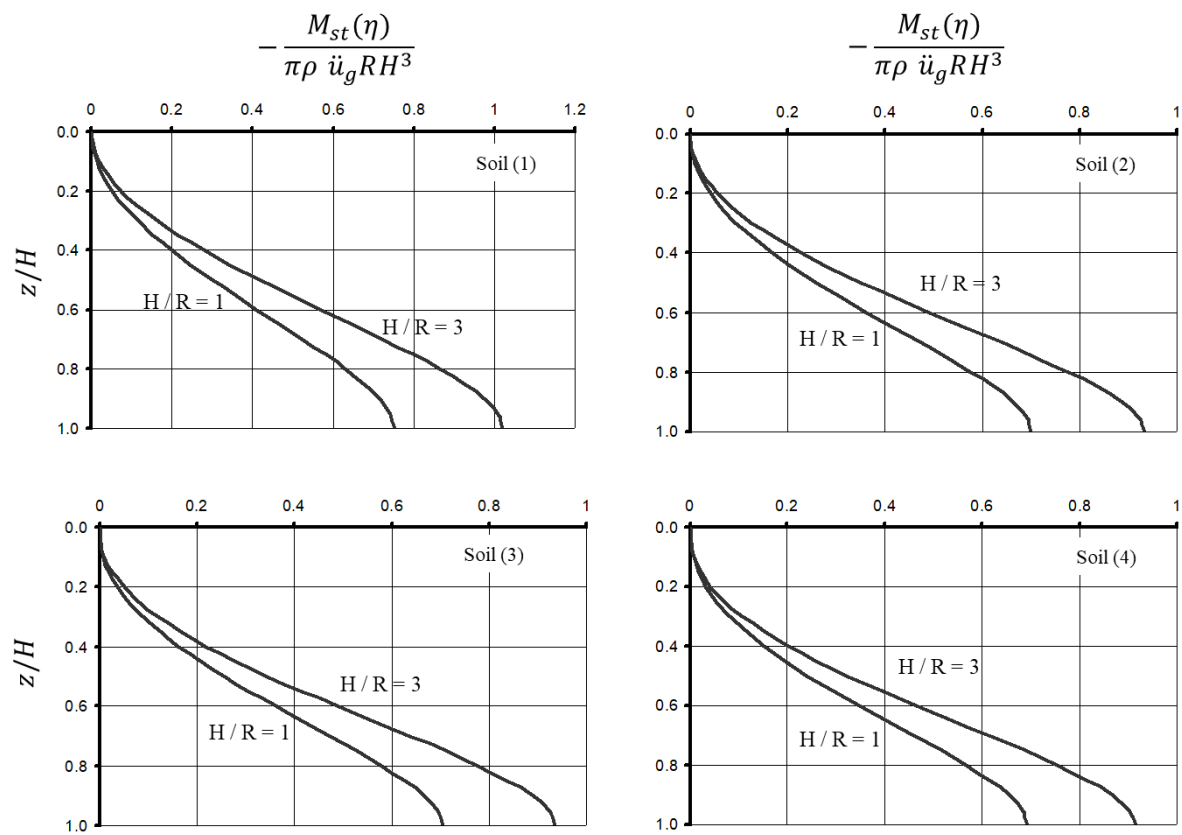 −M_st(η)/πρ ü_g RH³
−M_st(η)/πρ ü_g RH³
0 0.2 0.4 0.6 0.8 1 1.2
0.0
0.2
0.4
0.6
0.8
1.0
z/H
Soil (1)
H / R = 1
H / R = 3
0 0.2 0.4 0.6 0.8 1
0.0
0.2
0.4
0.6
0.8
1.0
Soil (2)
H / R = 3
H / R = 1
0 0.2 0.4 0.6 0.8 1
0.0
0.2
0.4
0.6
0.8
1.0
z/H
Soil (3)
H / R = 3
H / R = 1
0 0.2 0.4 0.6 0.8 1
0.0
0.2
0.4
0.6
0.8
1.0
Soil (4)
H / R = 3
H / R = 1